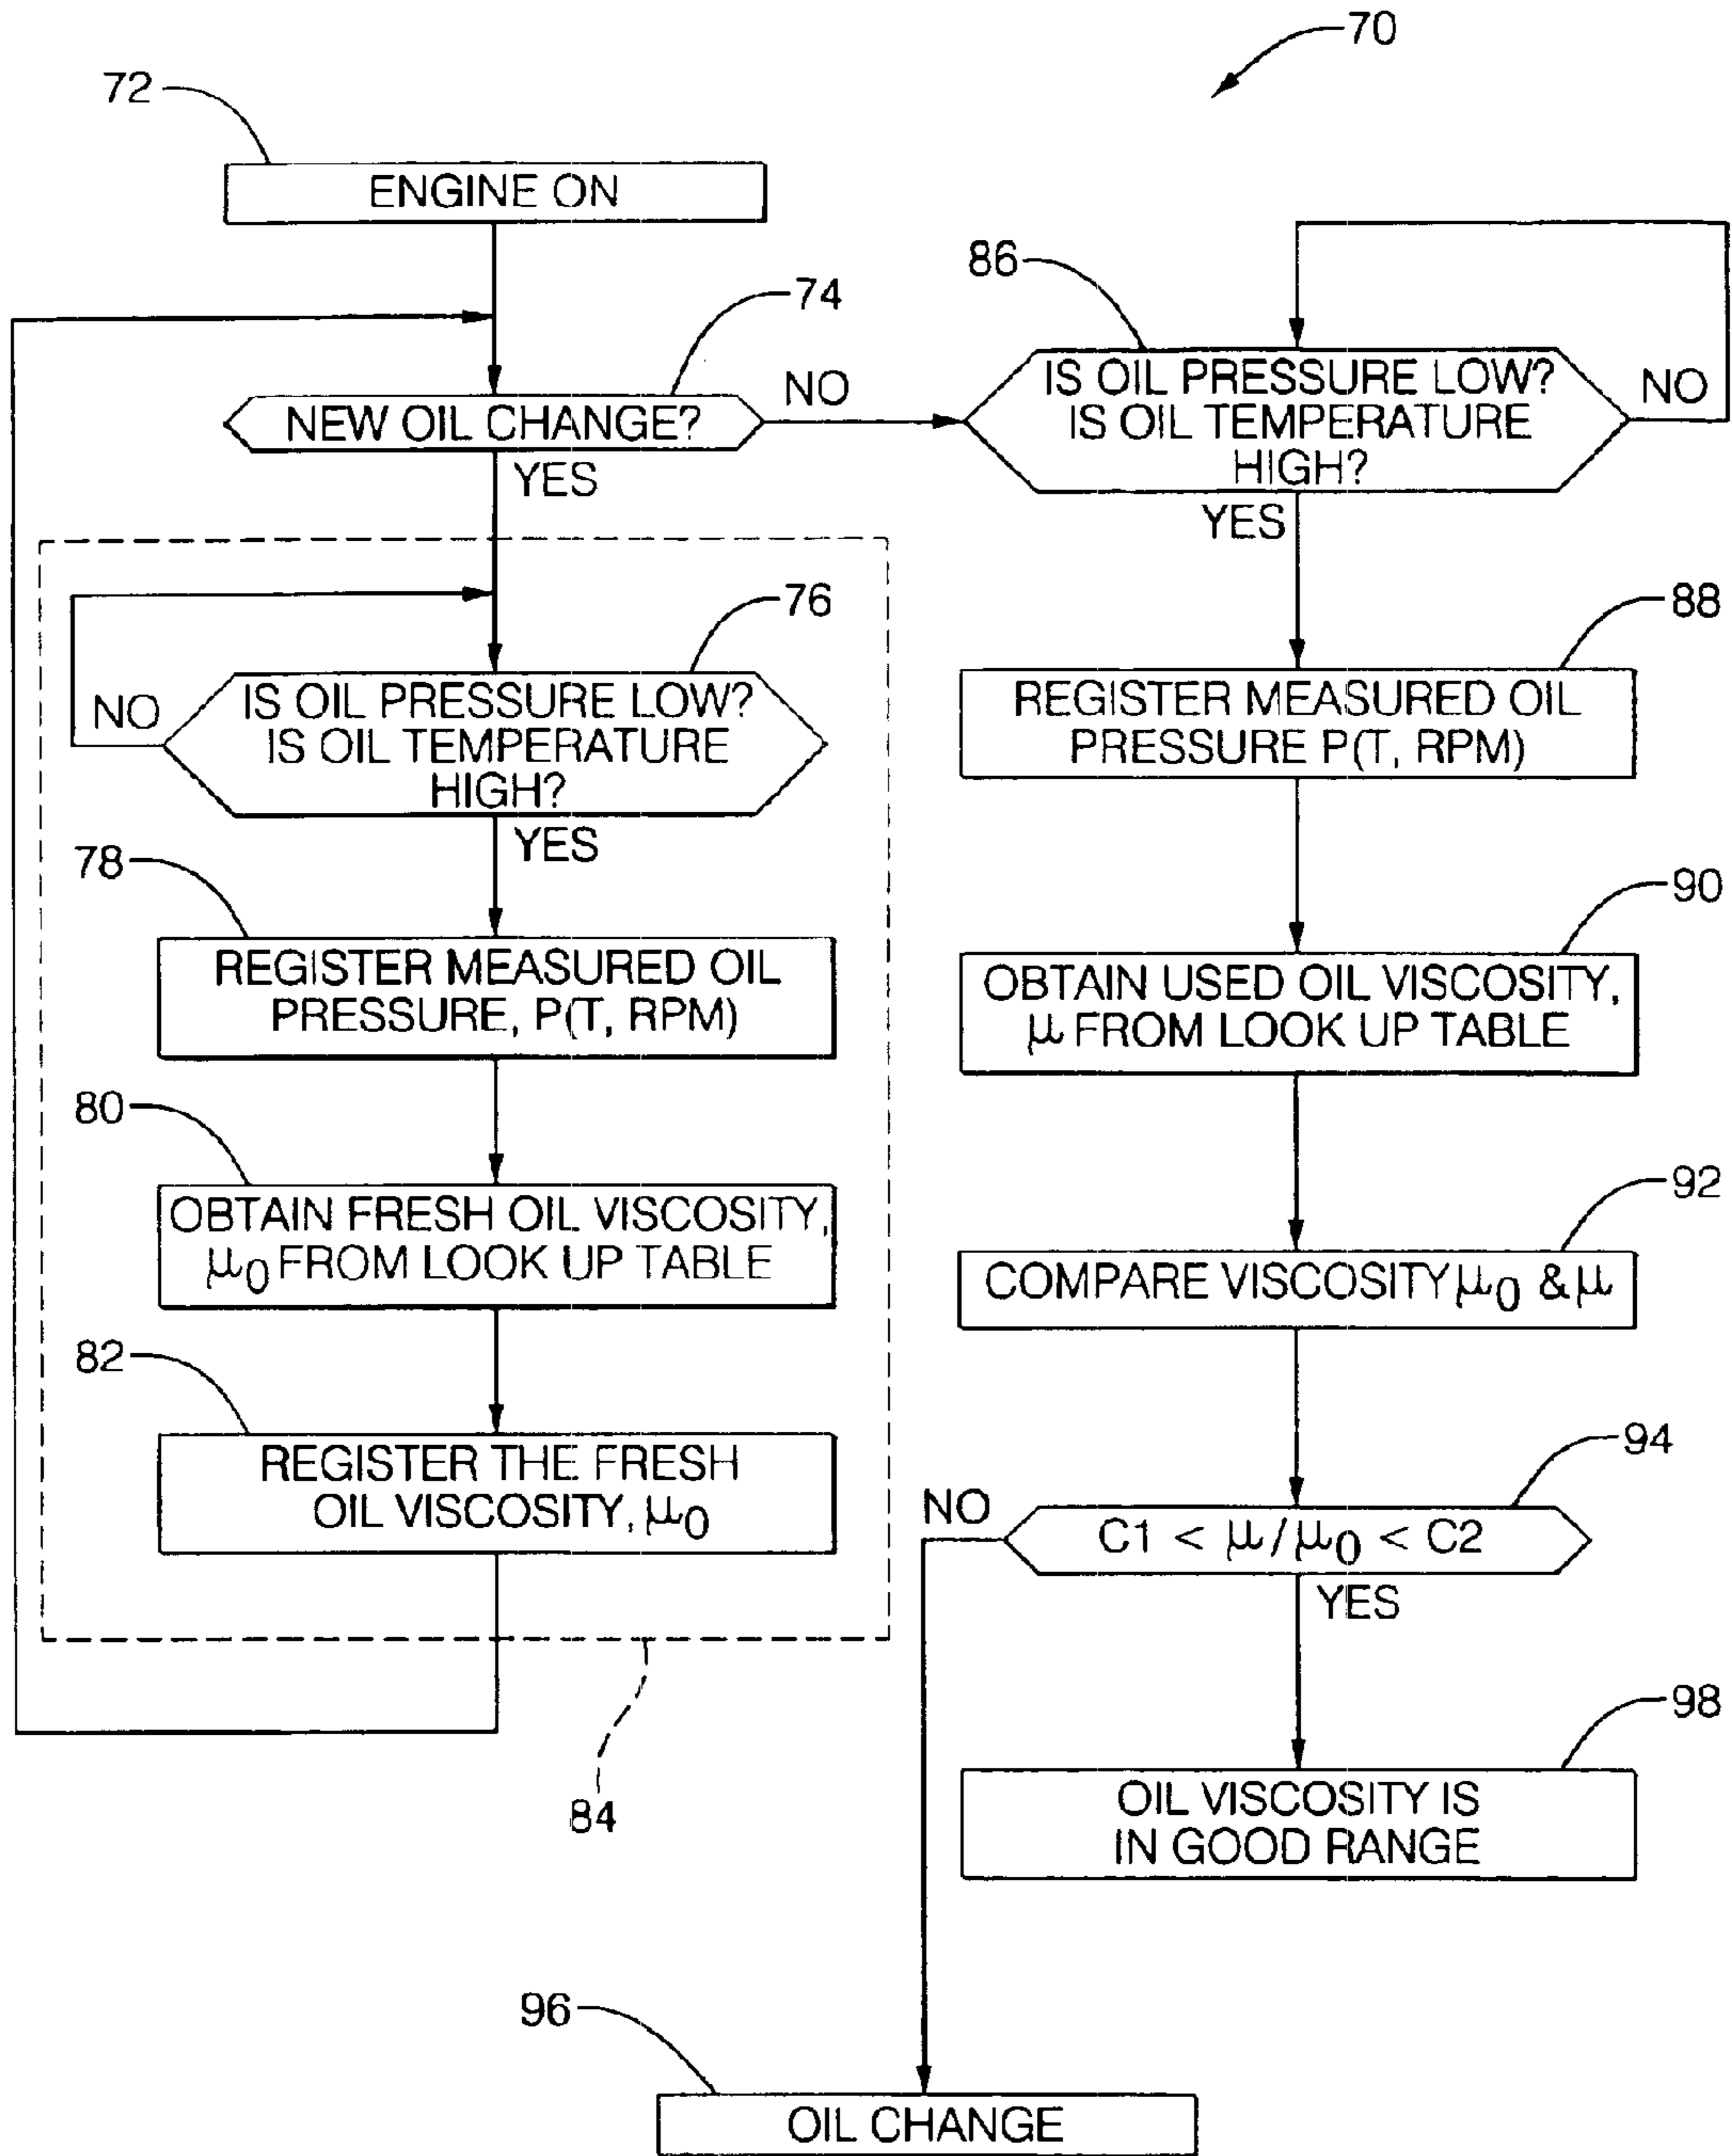 70
72
ENGINE ON
74
NEW OIL CHANGE?
NO
YES
76
IS OIL PRESSURE LOW?
IS OIL TEMPERATURE
HIGH?
NO
YES
78
REGISTER MEASURED OIL
PRESSURE, P(T, RPM)
80
OBTAIN FRESH OIL VISCOSITY,
μ0 FROM LOOK UP TABLE
82
REGISTER THE FRESH
OIL VISCOSITY, μ0
84
86
IS OIL PRESSURE LOW?
IS OIL TEMPERATURE
HIGH?
NO
YES
88
REGISTER MEASURED OIL
PRESSURE P(T, RPM)
90
OBTAIN USED OIL VISCOSITY,
μ FROM LOOK UP TABLE
92
COMPARE VISCOSITY μ0 & μ
94
C1 < μ/μ0 < C2
NO
YES
98
OIL VISCOSITY IS
IN GOOD RANGE
96
OIL CHANGE